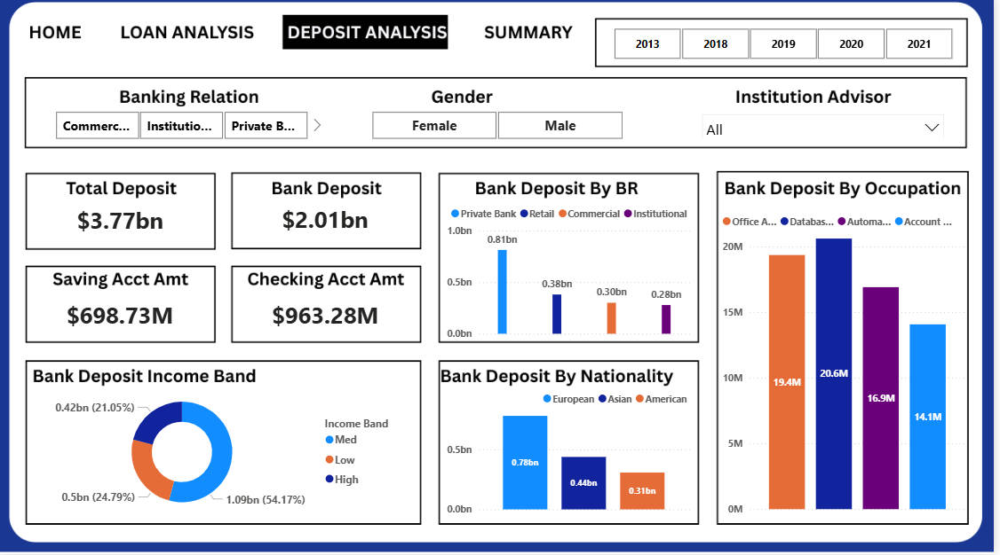 HOME
LOAN ANALYSIS
DEPOSIT ANALYSIS
SUMMARY
2013
2018
2019
2020
2021
Banking Relation
Commerc...
Institutio...
Private B...
Gender
Female
Male
Institution Advisor
All
Total Deposit
$3.77bn
Bank Deposit
$2.01bn
Saving Acct Amt
$698.73M
Checking Acct Amt
$963.28M
Bank Deposit By BR
Private Bank
Retail
Commercial
Institutional
1.0bn
0.5bn
0.0bn
0.81bn
0.38bn
0.30bn
0.28bn
Bank Deposit By Occupation
Office A...
Databas...
Automa...
Account ...
20M
15M
10M
5M
0M
19.4M
20.6M
16.9M
14.1M
Bank Deposit Income Band
0.42bn (21.05%)
0.5bn (24.79%)
1.09bn (54.17%)
Income Band
Med
Low
High
Bank Deposit By Nationality
European
Asian
American
0.5bn
0.0bn
0.78bn
0.44bn
0.31bn